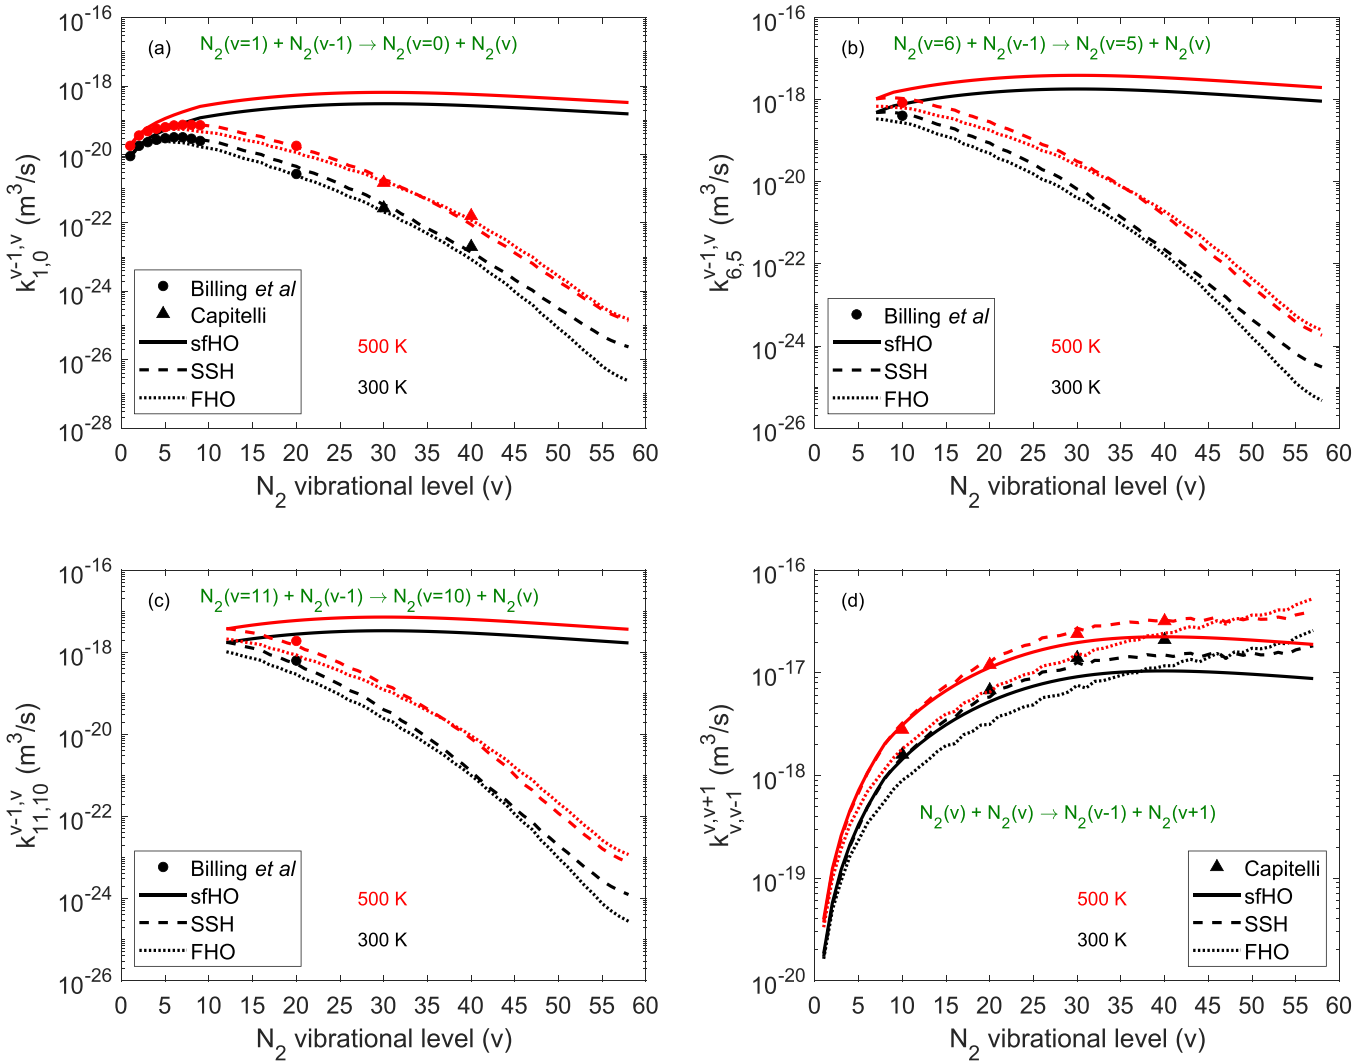 (a) N₂(v=1) + N₂(v-1) → N₂(v=0) + N₂(v)
k₁,₀^v-1,v (m³/s)
10⁻¹⁶
10⁻¹⁸
10⁻²⁰
10⁻²²
10⁻²⁴
10⁻²⁶
10⁻²⁸
Billing et al
Capitelli
sfHO
SSH
FHO
500 K
300 K
0 5 10 15 20 25 30 35 40 45 50 55 60
N₂ vibrational level (v)
(b) N₂(v=6) + N₂(v-1) → N₂(v=5) + N₂(v)
k₆,₅^v-1,v (m³/s)
10⁻¹⁶
10⁻¹⁸
10⁻²⁰
10⁻²²
10⁻²⁴
10⁻²⁶
Billing et al
sfHO
SSH
FHO
500 K
300 K
0 5 10 15 20 25 30 35 40 45 50 55 60
N₂ vibrational level (v)
(c) N₂(v=11) + N₂(v-1) → N₂(v=10) + N₂(v)
k₁₁,₁₀^v-1,v (m³/s)
10⁻¹⁶
10⁻¹⁸
10⁻²⁰
10⁻²²
10⁻²⁴
10⁻²⁶
Billing et al
sfHO
SSH
FHO
500 K
300 K
0 5 10 15 20 25 30 35 40 45 50 55 60
N₂ vibrational level (v)
(d)
k_v,v-1^v,v+1 (m³/s)
10⁻¹⁶
10⁻¹⁷
10⁻¹⁸
10⁻¹⁹
10⁻²⁰
N₂(v) + N₂(v) → N₂(v-1) + N₂(v+1)
Capitelli
sfHO
SSH
FHO
500 K
300 K
0 5 10 15 20 25 30 35 40 45 50 55 60
N₂ vibrational level (v)